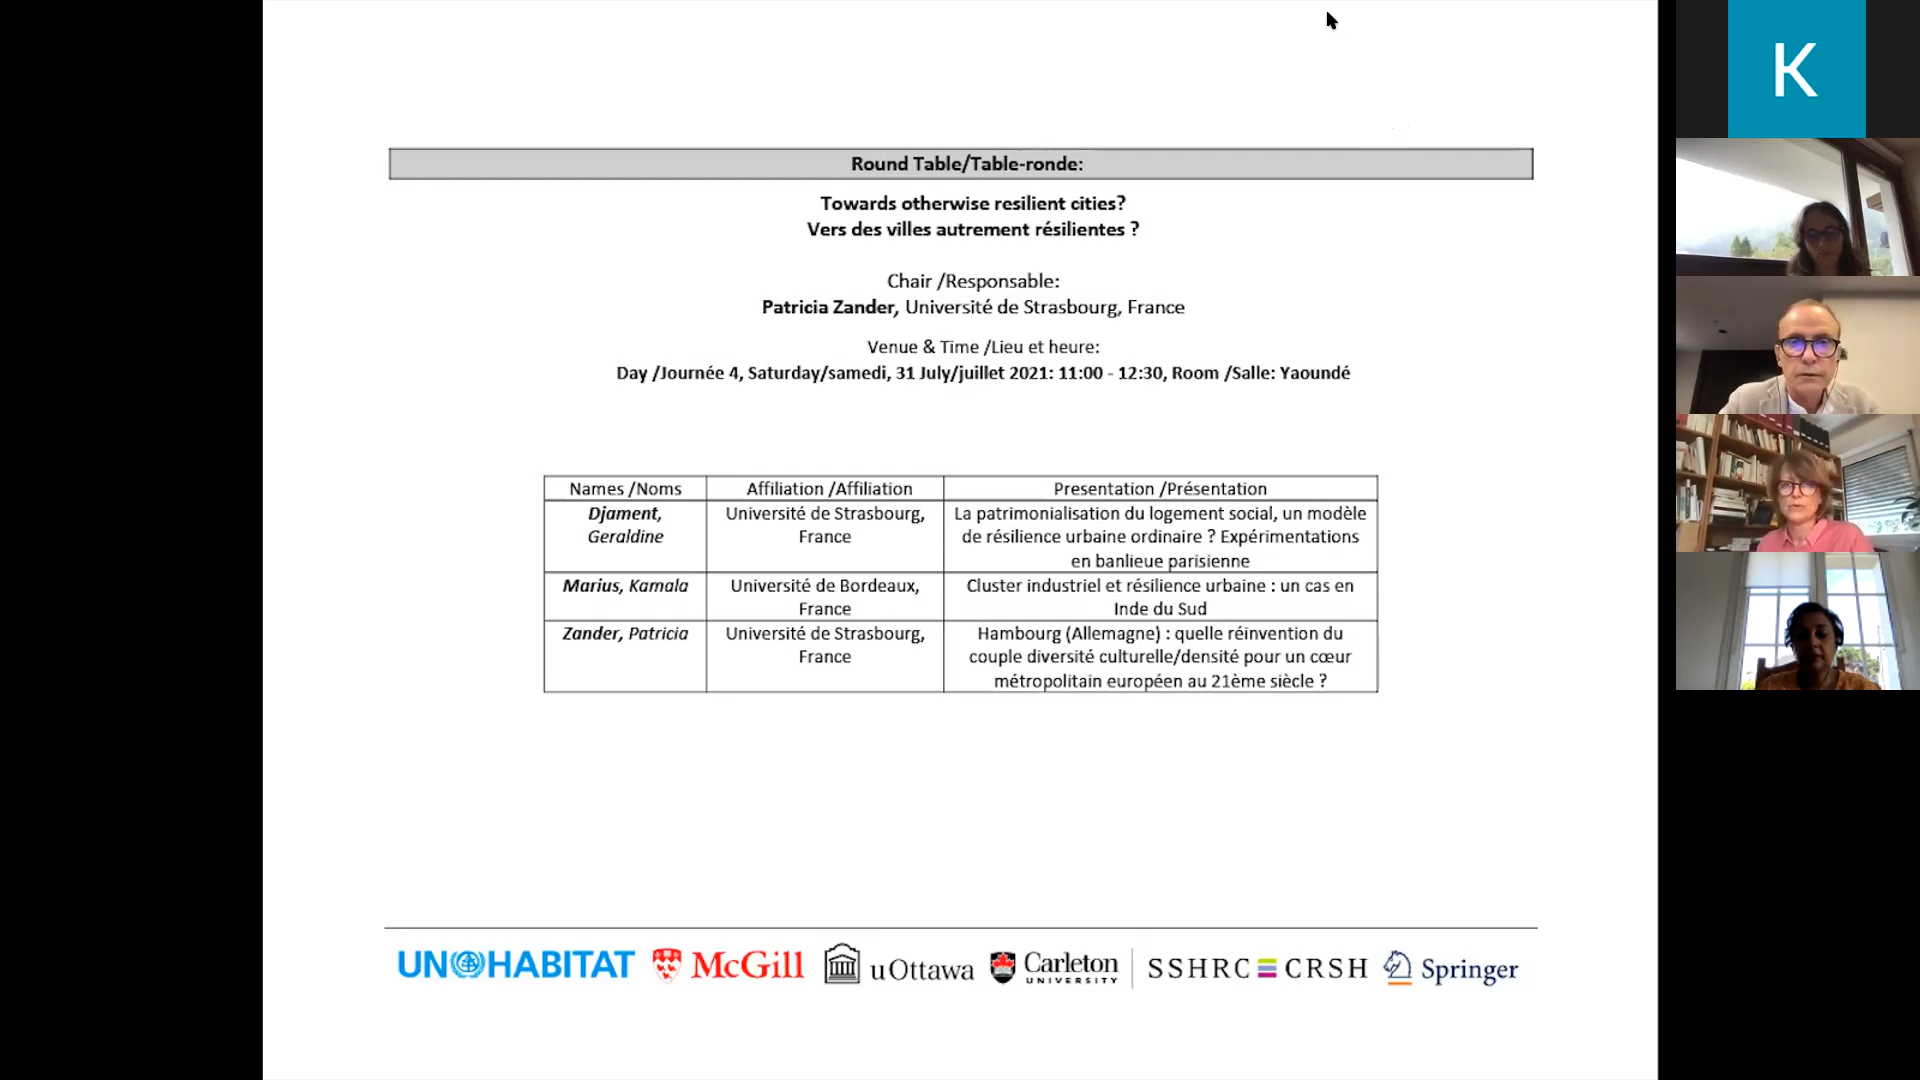 K
Round Table/Table-ronde:
Towards otherwise resilient cities?
Vers des villes autrement résilientes ?
Chair /Responsable:
Patricia Zander, Université de Strasbourg, France
Venue & Time /Lieu et heure:
Day /Journée 4, Saturday/samedi, 31 July/juillet 2021: 11:00 - 12:30, Room /Salle: Yaoundé
Names /Noms
Affiliation /Affiliation
Presentation /Présentation
Djament,
Geraldine
Université de Strasbourg,
France
La patrimonialisation du logement social, un modèle
de résilience urbaine ordinaire ? Expérimentations
en banlieue parisienne
Marius, Kamala
Université de Bordeaux,
France
Cluster industriel et résilience urbaine : un cas en
Inde du Sud
Zander, Patricia
Université de Strasbourg,
France
Hambourg (Allemagne) : quelle réinvention du
couple diversité culturelle/densité pour un cœur
métropolitain européen au 21ème siècle ?
UN HABITAT
McGill
uOttawa
Carleton
UNIVERSITY
SSHRC CRSH
Springer